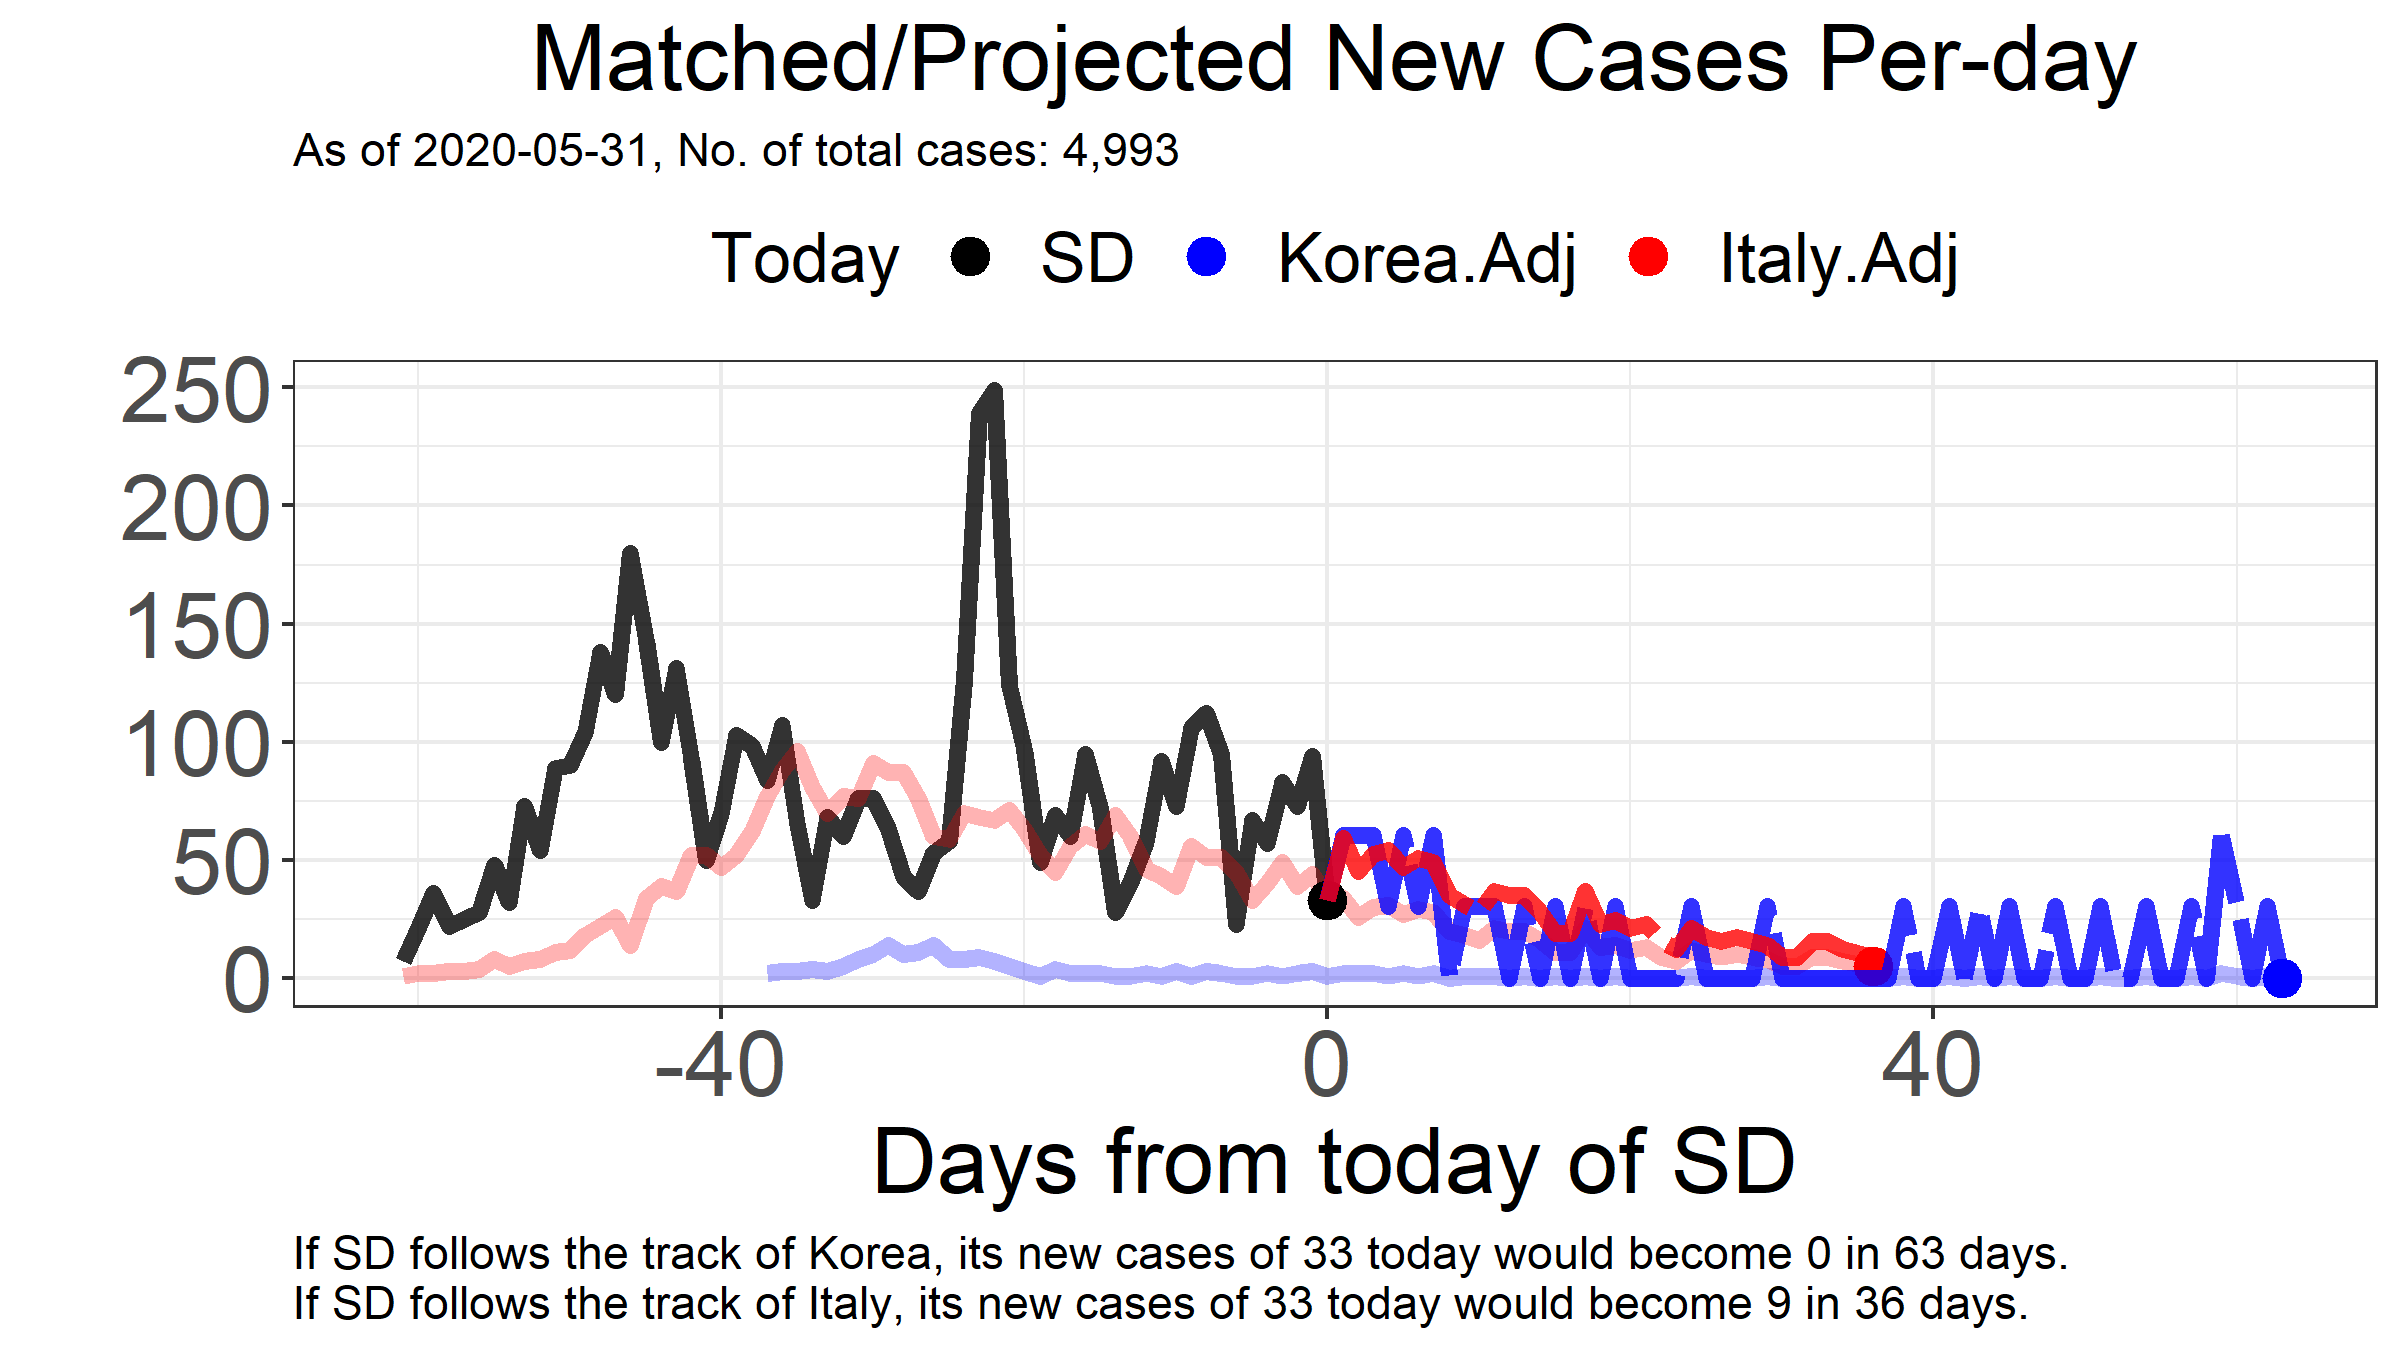 Matched/Projected New Cases Per-day
As of 2020-05-31, No. of total cases: 4,993
Today SD Korea.Adj Italy.Adj
250
200
150
100
50
0
-40 0 40
Days from today of SD
If SD follows the track of Korea, its new cases of 33 today would become 0 in 63 days.
If SD follows the track of Italy, its new cases of 33 today would become 9 in 36 days.